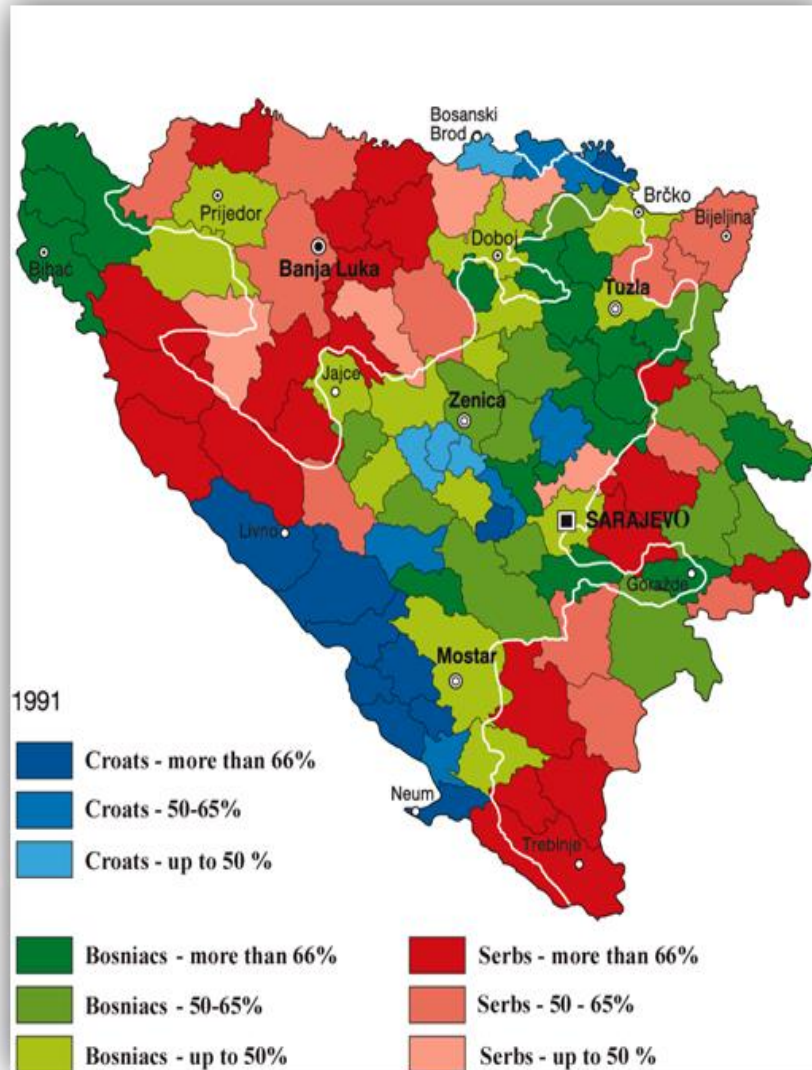 Bosanski
Brod
Brčko
Bijeljina
Prijedor
Doboj
Banja Luka
Bihać
Tuzla
Jajce
Zenica
SARAJEVO
Livno
Goražde
Mostar
1991
Neum
Trebinje
Croats - more than 66%
Croats - 50-65%
Croats - up to 50 %
Bosniacs - more than 66%
Bosniacs - 50-65%
Bosniacs - up to 50%
Serbs - more than 66%
Serbs - 50 - 65%
Serbs - up to 50 %